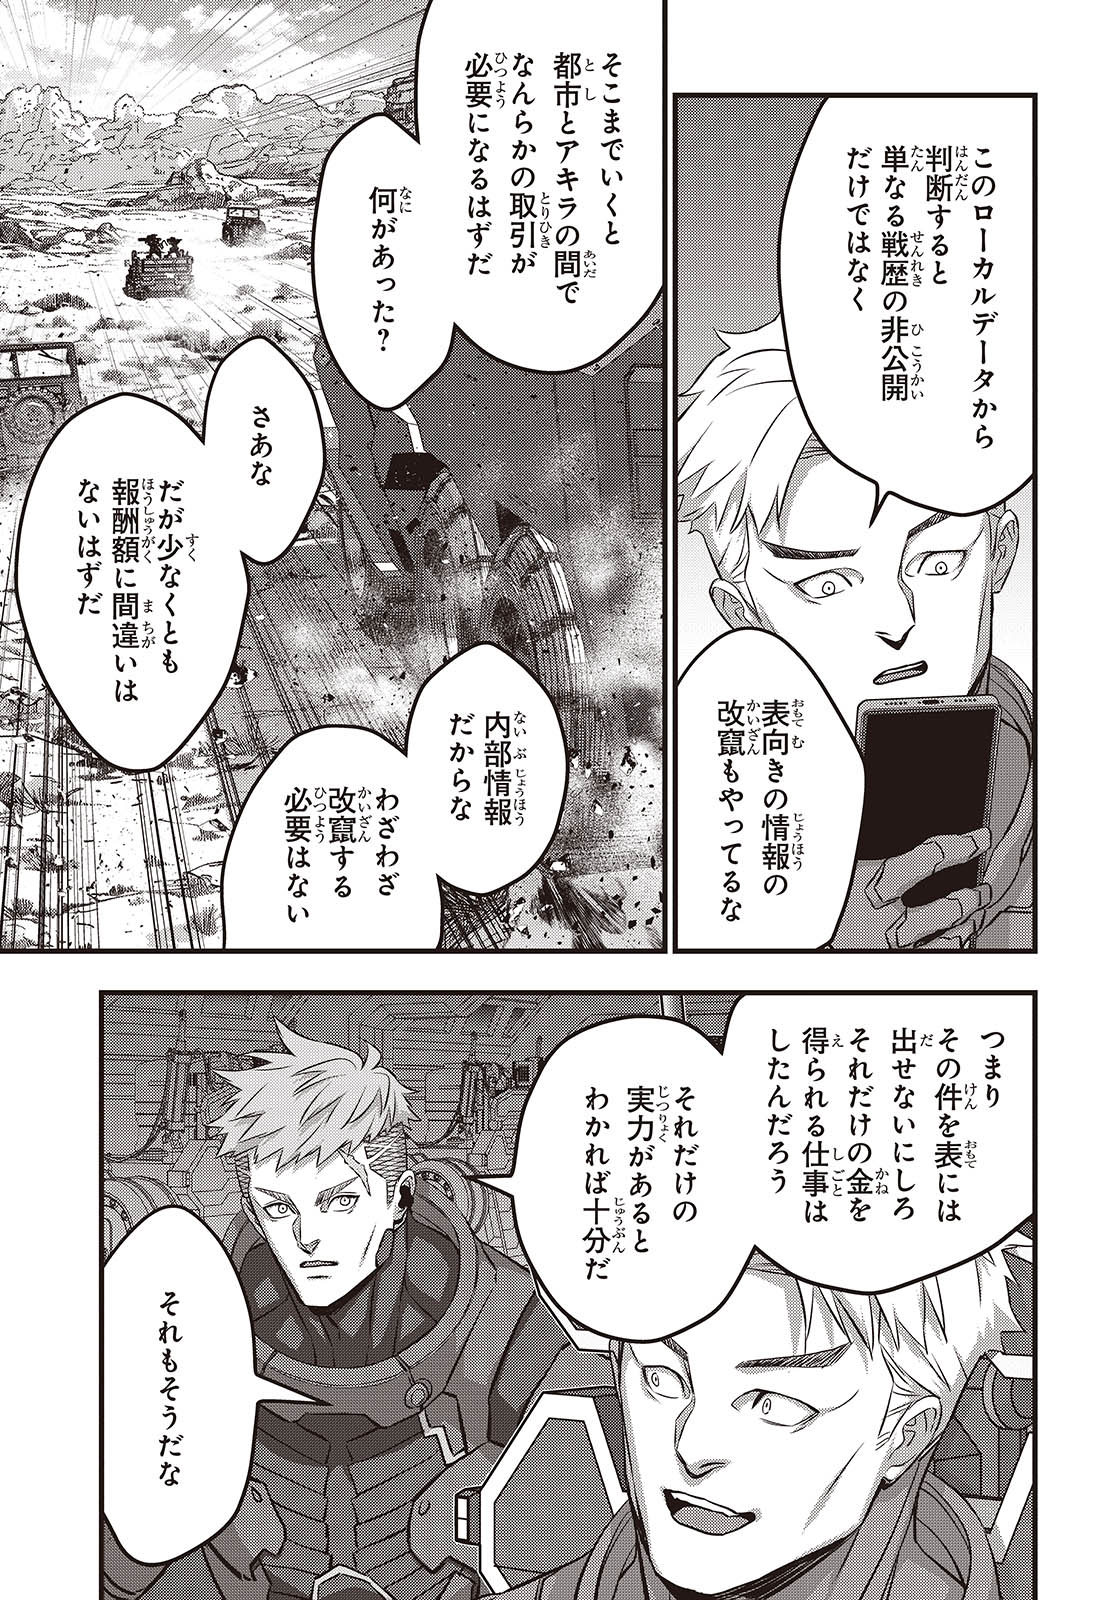 このローカルデータから
判断すると
単なる戦歴の非公開
だけではなく
表向きの情報の
改竄もやってるな
そこまでいくと
都市とアキラの間で
なんらかの取引が
必要になるはずだ
何があった?
さあな
だが少なくとも
報酬額に間違いは
ないはずだ
内部情報
だからな
わざわざ
改竄する
必要はない
つまり
その件を表には
出せないにしろ
それだけの金を
得られる仕事は
したんだろう
それだけの
実力があると
わかれば十分だ
それもそうだな